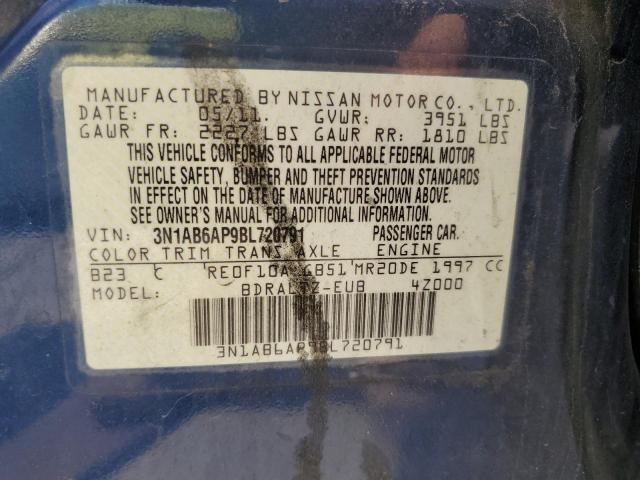 MANUFACTURED BY NISSAN MOTOR CO., LTD.
DATE: 05/11. GVWR: 3951 LBS
GAWR FR: 2227 LBS GAWR RR: 1810 LBS
THIS VEHICLE CONFORMS TO ALL APPLICABLE FEDERAL MOTOR
VEHICLE SAFETY, BUMPER AND THEFT PREVENTION STANDARDS
IN EFFECT ON THE DATE OF MANUFACTURE SHOWN ABOVE.
SEE OWNER'S MANUAL FOR ADDITIONAL INFORMATION.
VIN: 3N1AB6AP9BL720791 PASSENGER CAR.
COLOR TRIM TRANS AXLE ENGINE
B23 C RE0F10A GB51 MR20DE 1997 CC
MODEL: 4Z000
3N1AB6AP9BL720791